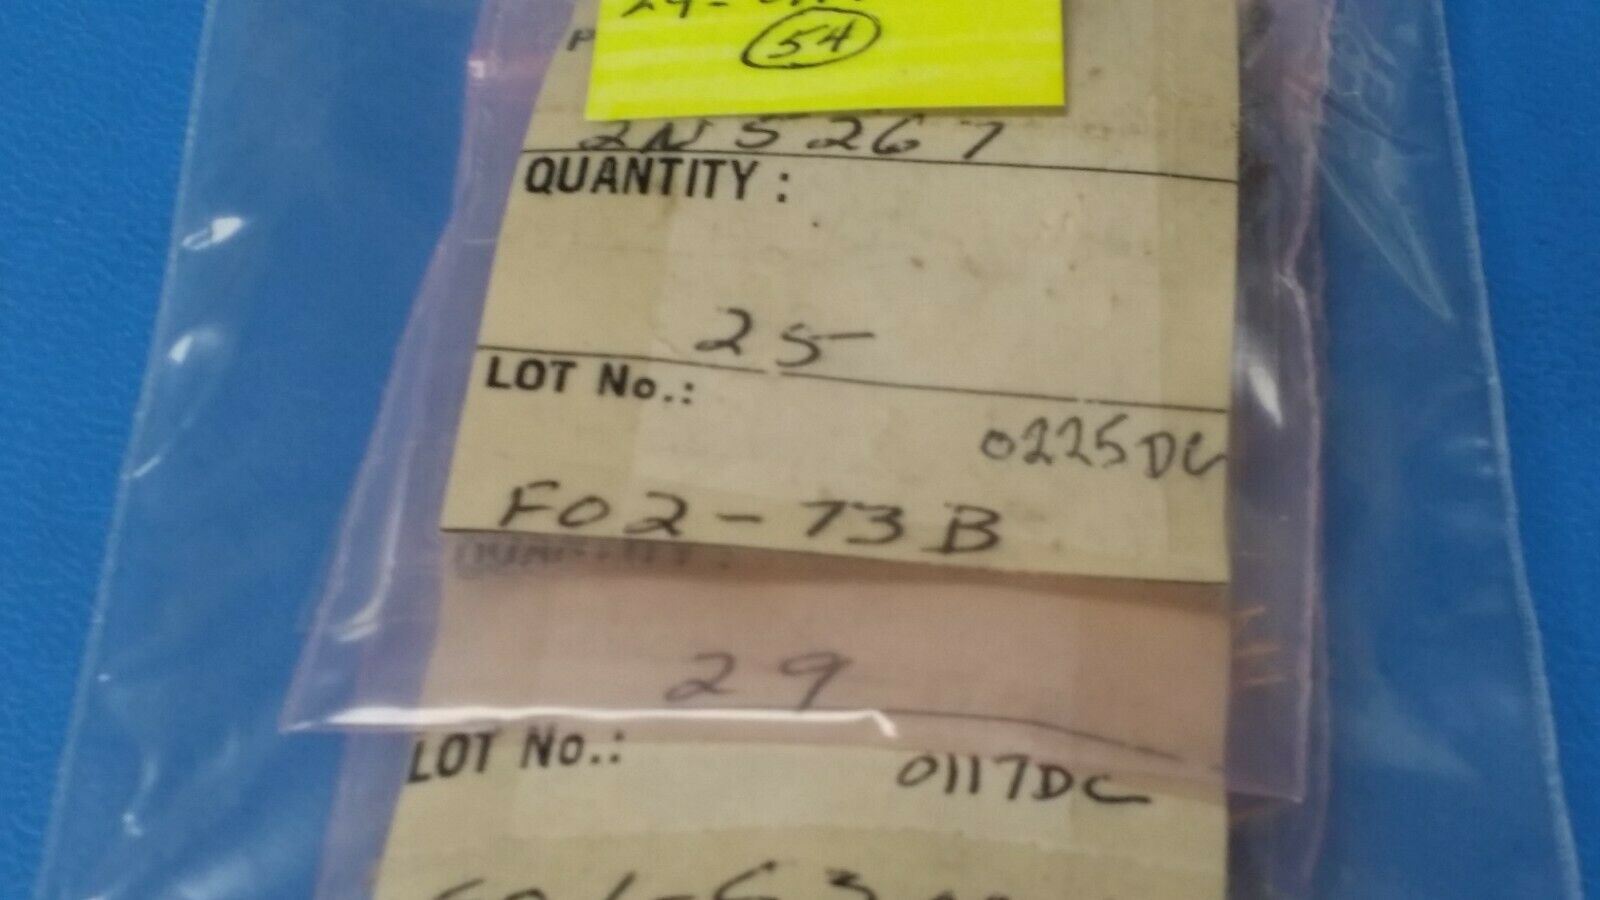 (54)
2N5267
QUANTITY :
25
LOT No.:
0225DC
F02-73B
29
LOT No.:
0117DC